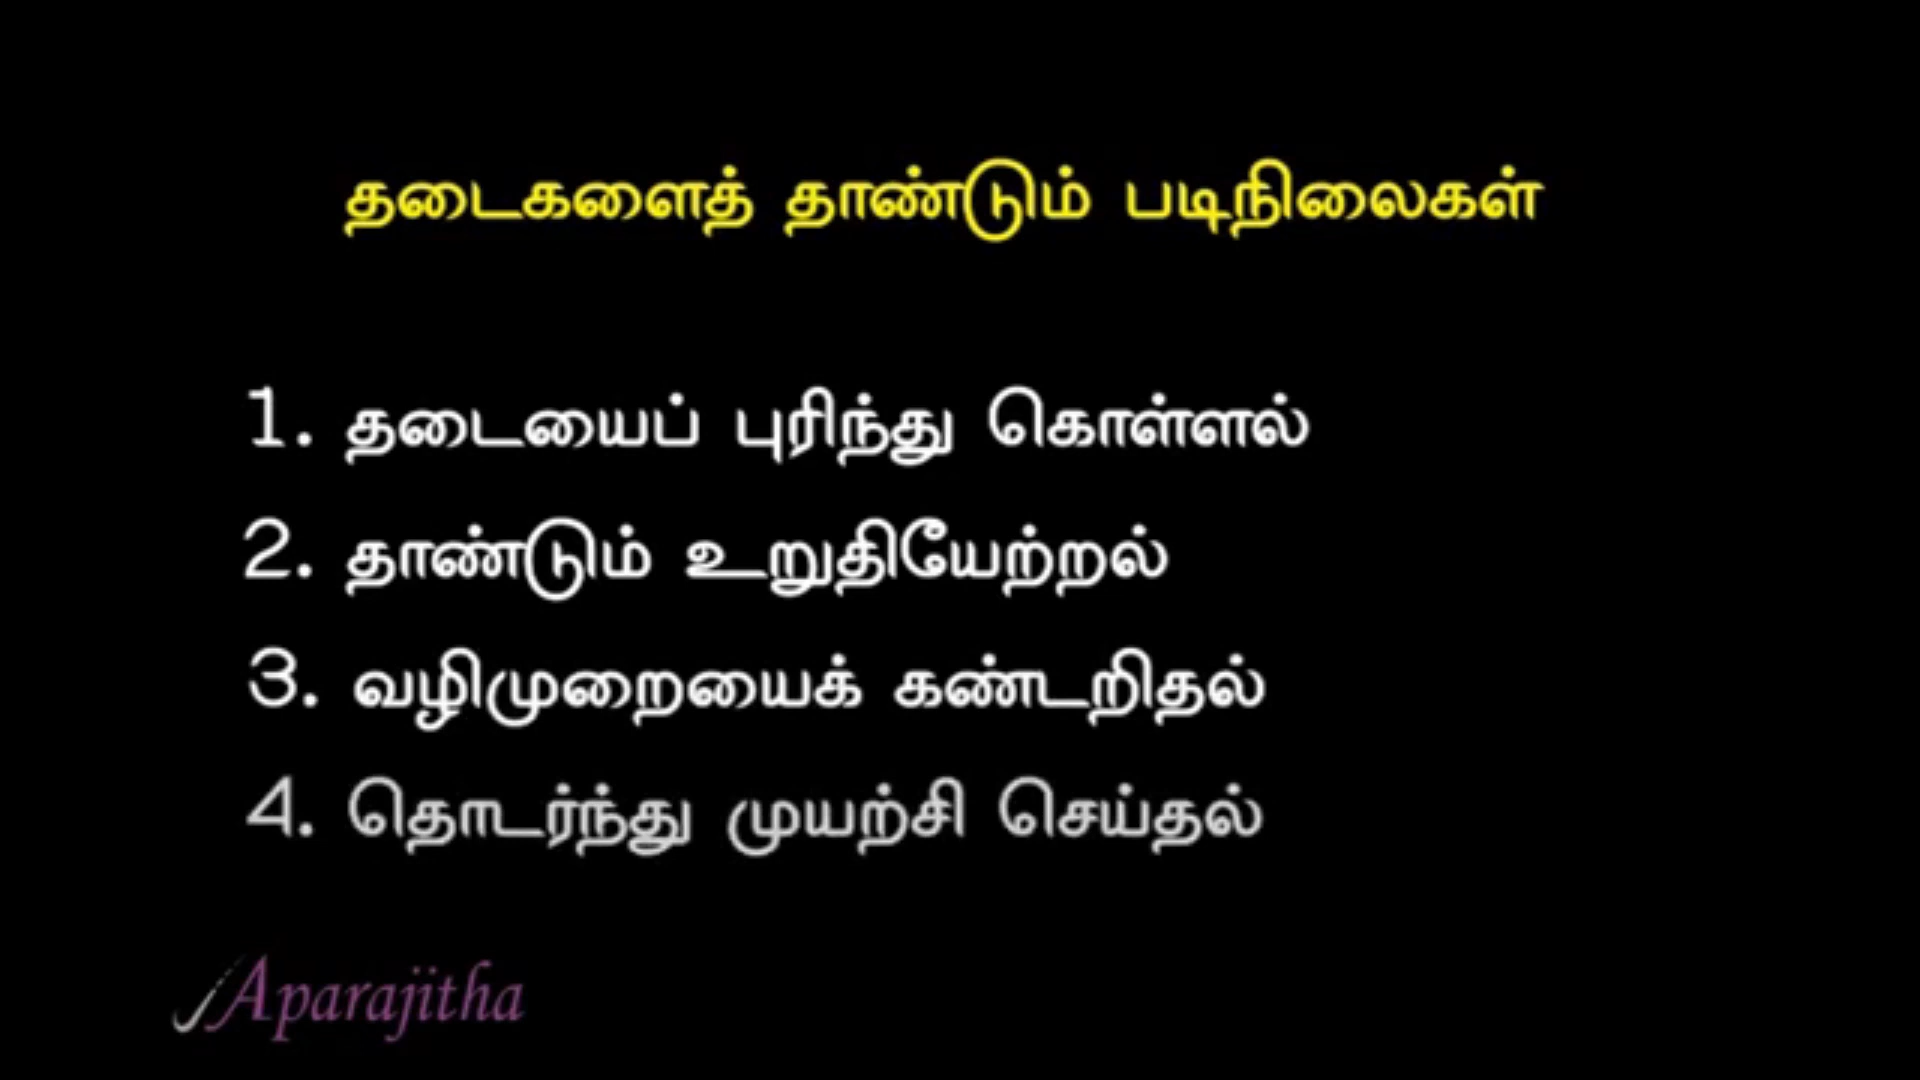 தடைகளைத் தாண்டும் படிநிலைகள்
1. தடையைப் புரிந்து கொள்ளல்
2. தாண்டும் உறுதியேற்றல்
3. வழிமுறையைக் கண்டறிதல்
4. தொடர்ந்து முயற்சி செய்தல்
Aparajitha